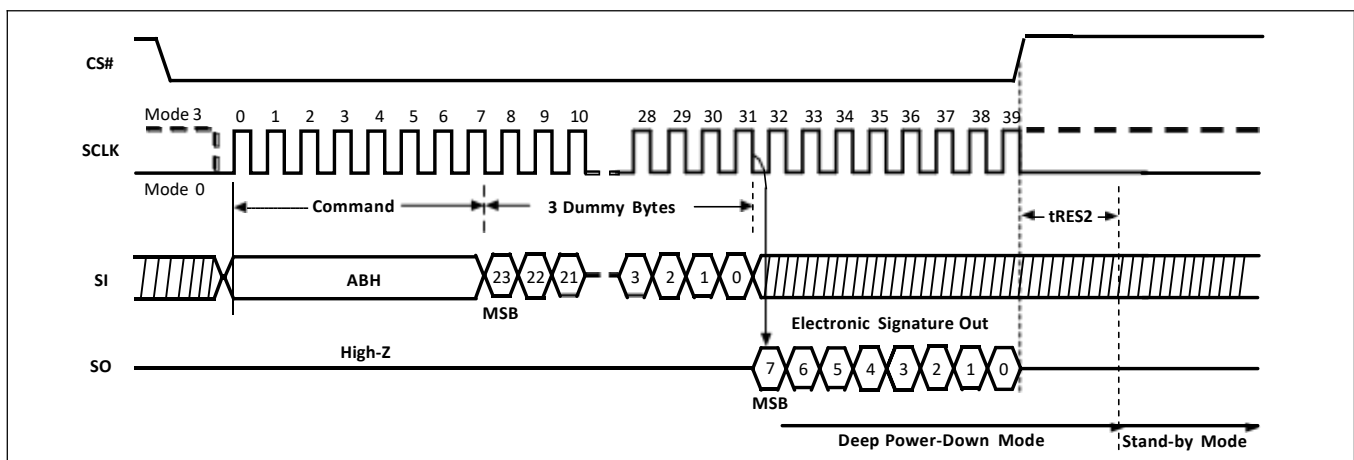 CS#
Mode 3
0 1 2 3 4 5 6 7 8 9 10 28 29 30 31 32 33 34 35 36 37 38 39
SCLK
Mode 0
Command
3 Dummy Bytes
tRES2
SI
ABH
23 22 21 3 2 1 0
MSB
Electronic Signature Out
High-Z
SO
7 6 5 4 3 2 1 0
MSB
Deep Power-Down Mode
Stand-by Mode